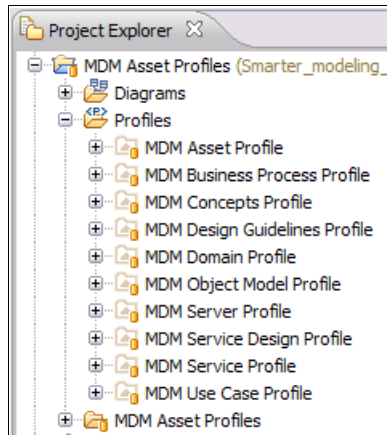 Project Explorer
MDM Asset Profiles (Smarter_modeling_
Diagrams
Profiles
MDM Asset Profile
MDM Business Process Profile
MDM Concepts Profile
MDM Design Guidelines Profile
MDM Domain Profile
MDM Object Model Profile
MDM Server Profile
MDM Service Design Profile
MDM Service Profile
MDM Use Case Profile
MDM Asset Profiles